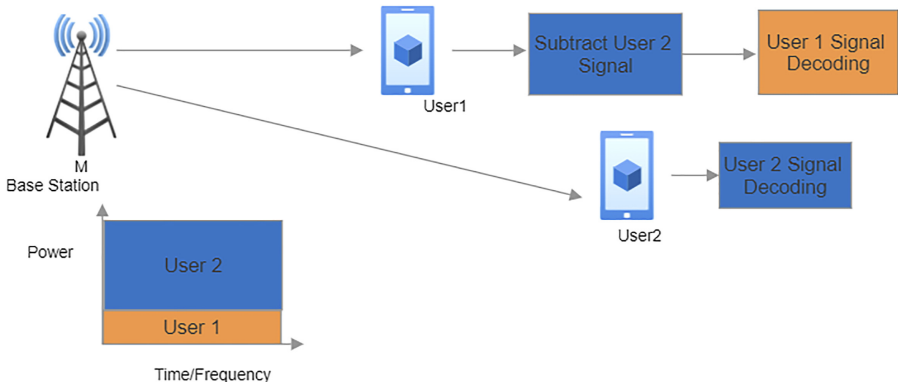 Subtract User 2
Signal
User 1 Signal
Decoding
User1
M
Base Station
User 2 Signal
Decoding
User2
Power
User 2
User 1
Time/Frequency